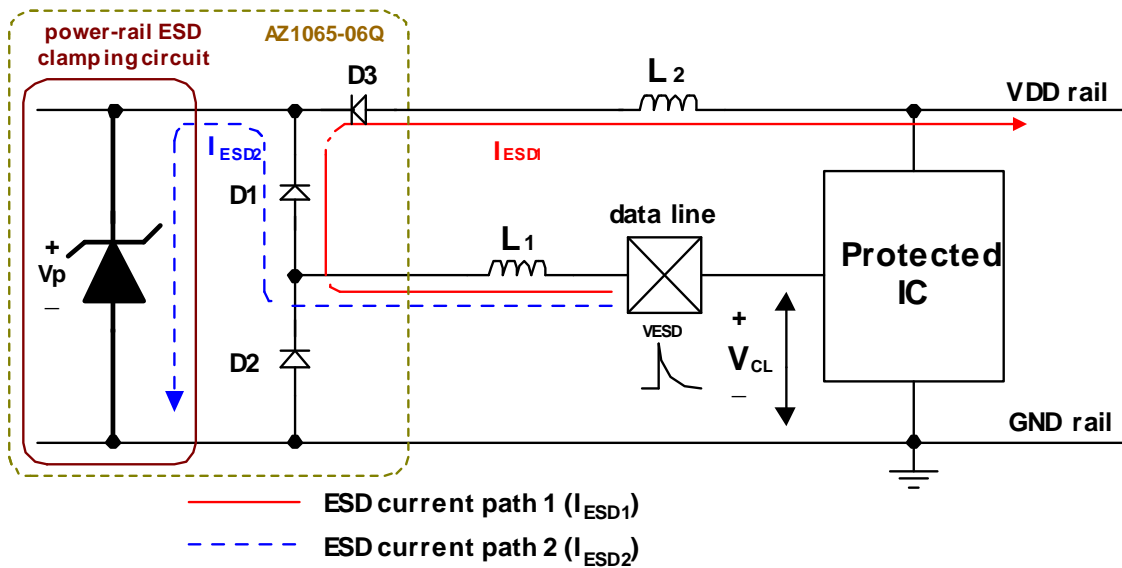 power-rail ESD
clamping circuit
AZ1065-06Q
D3
L2
VDD rail
IESD2
IESD1
D1
data line
L1
+
Vp
_
Protected
IC
D2
VESD
+
VCL
_
GND rail
ESD current path 1 (IESD1)
ESD current path 2 (IESD2)